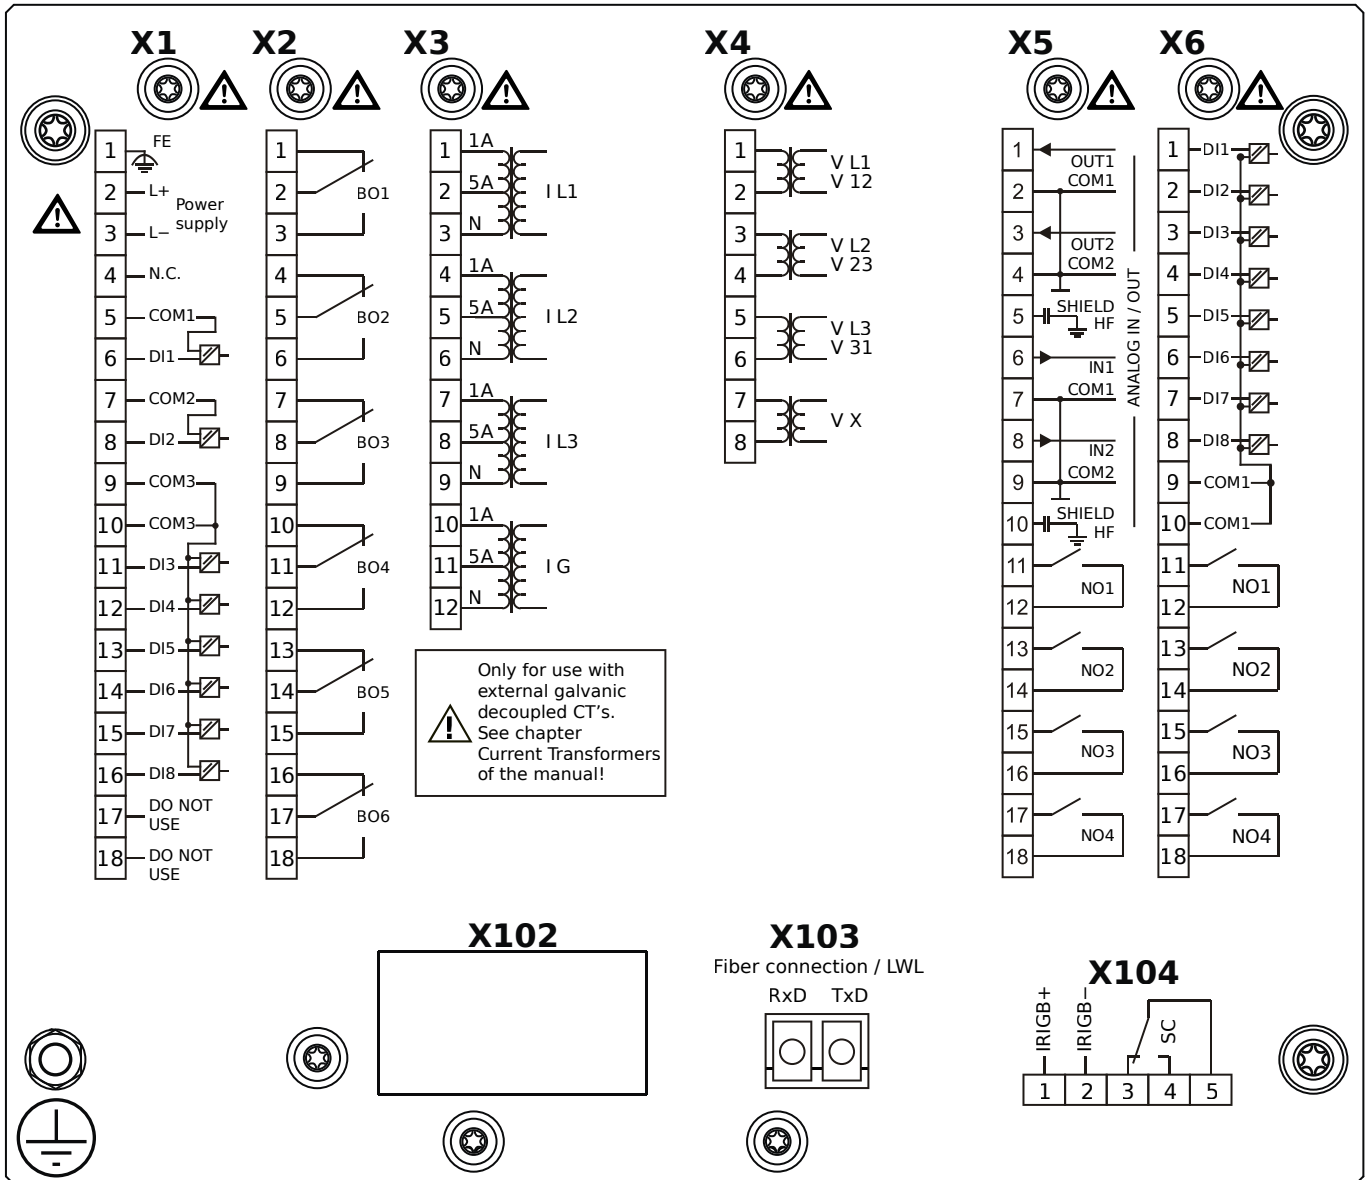 X1
1 FE
2 L+
Power
supply
3 L−
4 N.C.
5 COM1
6 DI1
7 COM2
8 DI2
9 COM3
10 COM3
11 DI3
12 DI4
13 DI5
14 DI6
15 DI7
16 DI8
17 DO NOT
USE
18 DO NOT
USE
X2
1
2 BO1
3
4
5 BO2
6
7
8 BO3
9
10
11 BO4
12
13
14 BO5
15
16
17 BO6
18
X3
1 1A
2 5A I L1
3 N
4 1A
5 5A I L2
6 N
7 1A
8 5A I L3
9 N
10 1A
11 5A I G
12 N
Only for use with
external galvanic
decoupled CT's.
See chapter
Current Transformers
of the manual!
X4
1 V L1
2 V 12
3 V L2
4 V 23
5 V L3
6 V 31
7 V X
8
X5
1 OUT1
2 COM1
3 OUT2
4 COM2
5 SHIELD
HF
6 IN1
7 COM1
8 IN2
9 COM2
10 SHIELD
HF
ANALOG IN / OUT
11
12 NO1
13
14 NO2
15
16 NO3
17
18 NO4
X6
1 DI1
2 DI2
3 DI3
4 DI4
5 DI5
6 DI6
7 DI7
8 DI8
9 COM1
10 COM1
11
12 NO1
13
14 NO2
15
16 NO3
17
18 NO4
X102
X103
Fiber connection / LWL
RxD TxD
X104
IRIGB+
IRIGB−
SC
1 2 3 4 5